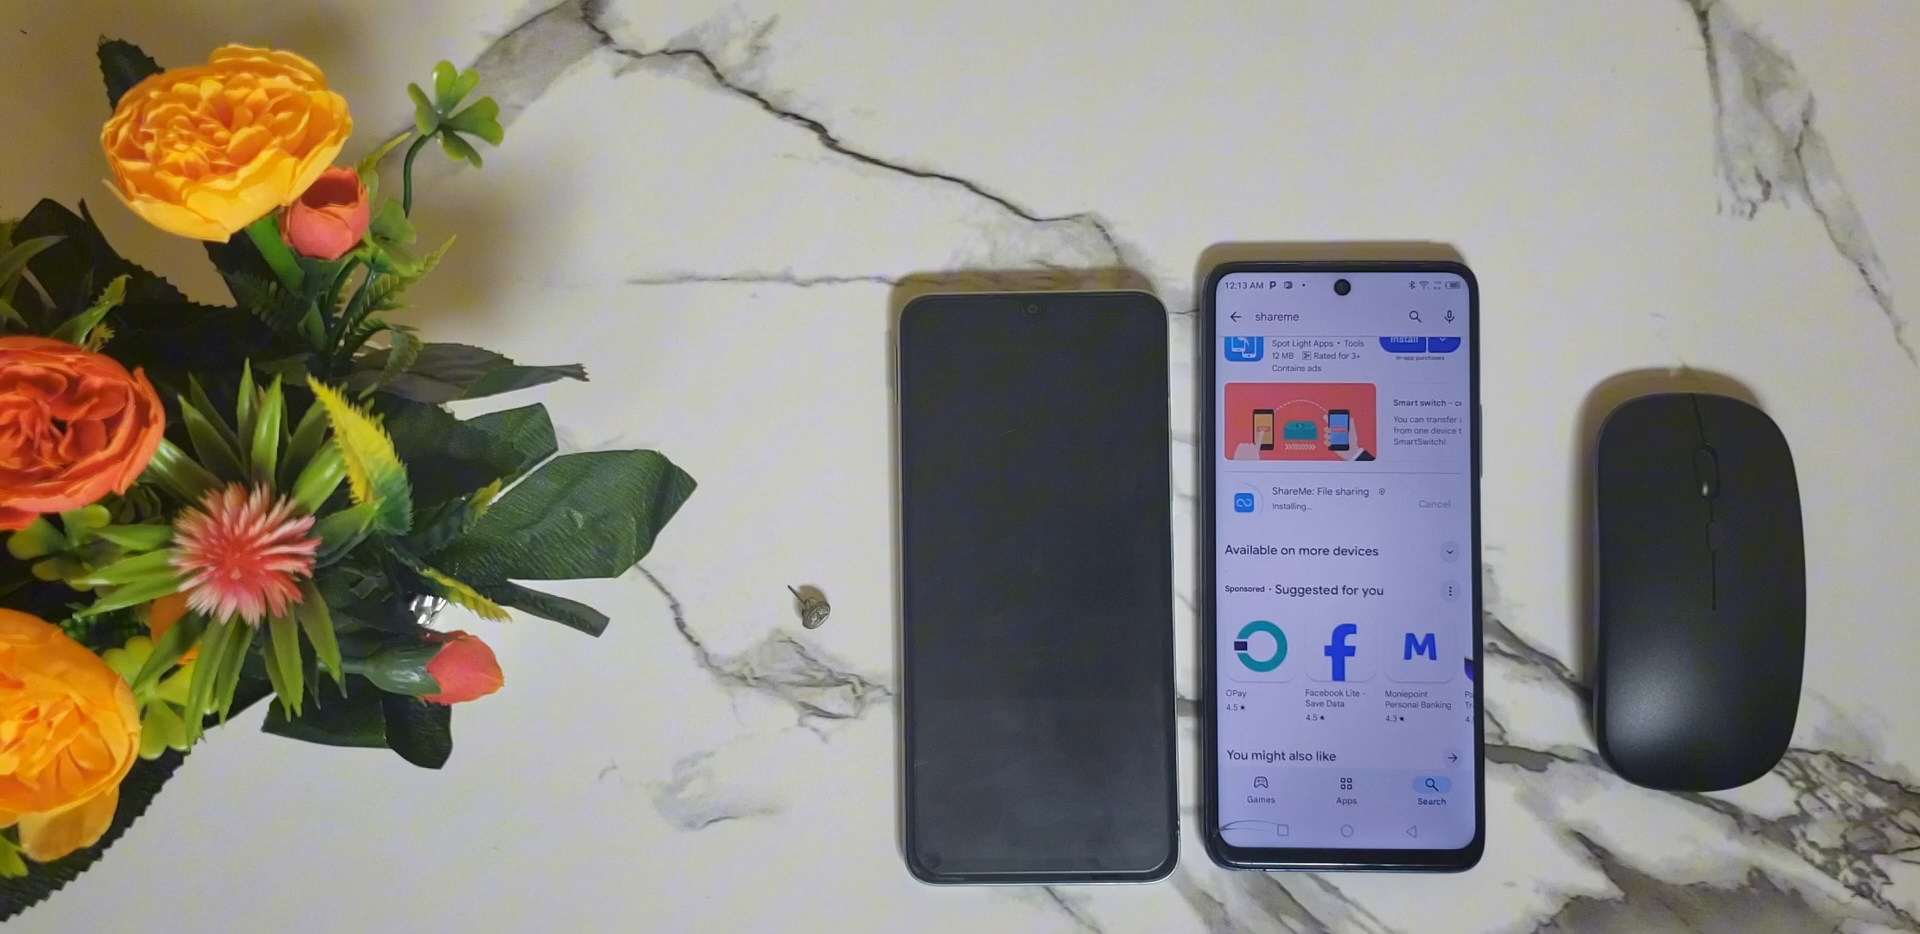 12:13 AM
shareme
Spot Light Apps • Tools
12 MB Rated for 3+
Contains ads
Install
In-app purchases
Smart switch -
You can transfer
from one device
SmartSwitch!
ShareMe: File sharing
Installing...
Cancel
Available on more devices
Sponsored · Suggested for you
OPay
4.5 ★
Facebook Lite -
Save Data
4.5 ★
Moniepoint
Personal Banking
4.3 ★
You might also like
Games
Apps
Search